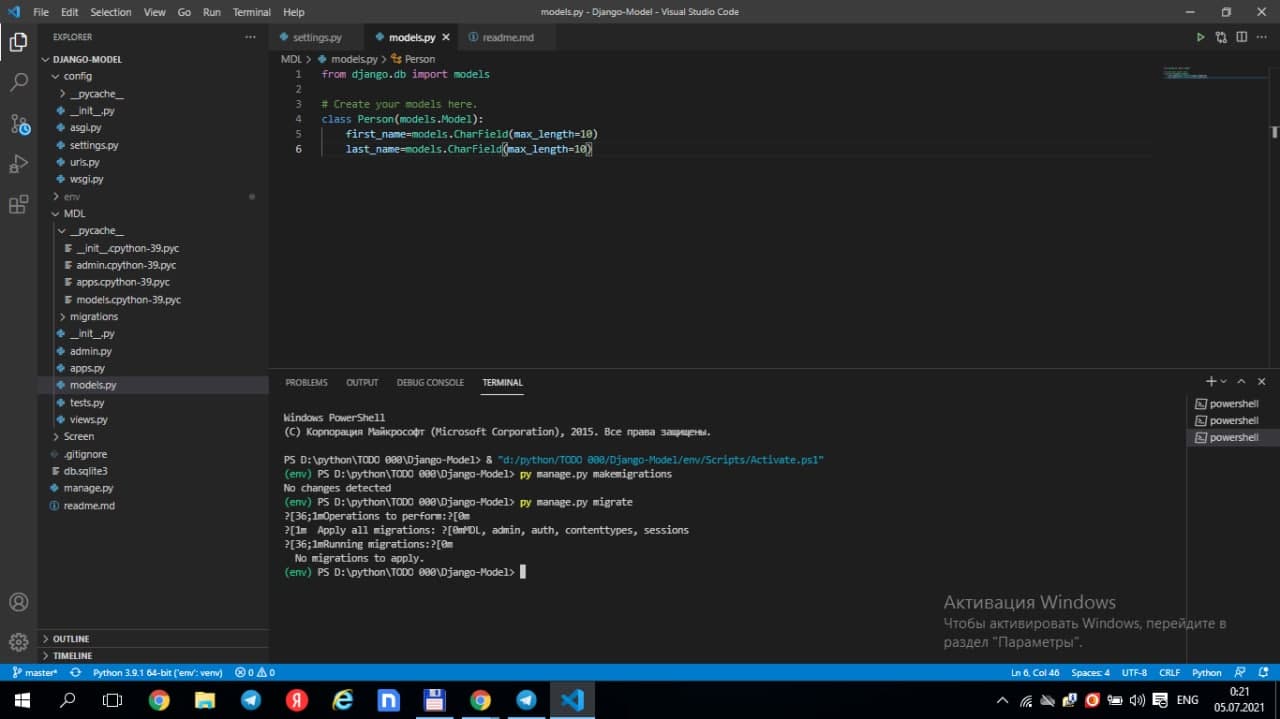 File Edit Selection View Go Run Terminal Help
models.py - Django-Model - Visual Studio Code
EXPLORER
DJANGO-MODEL
config
__pycache__
__init__.py
asgi.py
settings.py
urls.py
wsgi.py
env
MDL
__pycache__
__init__.cpython-39.pyc
admin.cpython-39.pyc
apps.cpython-39.pyc
models.cpython-39.pyc
migrations
__init__.py
admin.py
apps.py
models.py
tests.py
views.py
Screen
.gitignore
db.sqlite3
manage.py
readme.md
OUTLINE
TIMELINE
settings.py models.py readme.md
MDL > models.py > Person
1 from django.db import models
2
3 # Create your models here.
4 class Person(models.Model):
5 first_name=models.CharField(max_length=10)
6 last_name=models.CharField(max_length=10)
PROBLEMS OUTPUT DEBUG CONSOLE TERMINAL
Windows PowerShell
(C) Корпорация Майкрософт (Microsoft Corporation), 2015. Все права защищены.
PS D:\python\TODO 000\Django-Model> & "d:/python/TODO 000/Django-Model/env/Scripts/Activate.ps1"
(env) PS D:\python\TODO 000\Django-Model> py manage.py makemigrations
No changes detected
(env) PS D:\python\TODO 000\Django-Model> py manage.py migrate
?[36;1mOperations to perform:?[0m
?[1m  Apply all migrations: ?[0mMDL, admin, auth, contenttypes, sessions
?[36;1mRunning migrations:?[0m
No migrations to apply.
(env) PS D:\python\TODO 000\Django-Model>
powershell
powershell
powershell
Активация Windows
Чтобы активировать Windows, перейдите в
раздел "Параметры".
master* Python 3.9.1 64-bit ('env': venv) 0 0 Ln 6, Col 46 Spaces: 4 UTF-8 CRLF Python
ENG
0:21
05.07.2021